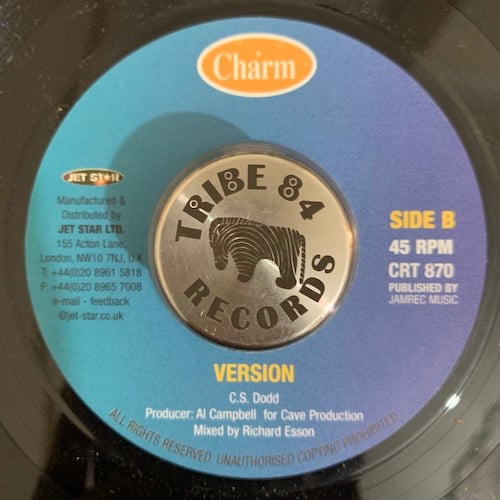 Charm
TRIBE 84
RECORDS
JET STAR
Manufactured &
Distributed by
JET STAR LTD.
155 Acton Lane,
London, NW10 7NJ, U K
T: +44(0)20 8961 5818
F: +44(0)20 8965 7008
e-mail - feedback
@jet-star.co.uk
SIDE B
45 RPM
CRT 870
PUBLISHED BY
JAMREC MUSIC
VERSION
C.S. Dodd
Producer: Al Campbell for Cave Production
Mixed by Richard Esson
ALL RIGHTS RESERVED. UNAUTHORISED COPYING PROHIBITED.